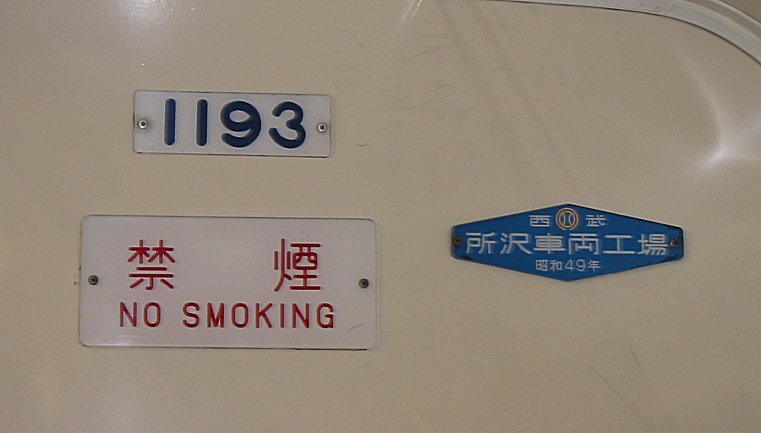 1193
禁 煙
NO SMOKING
西 武
所沢車両工場
昭和49年